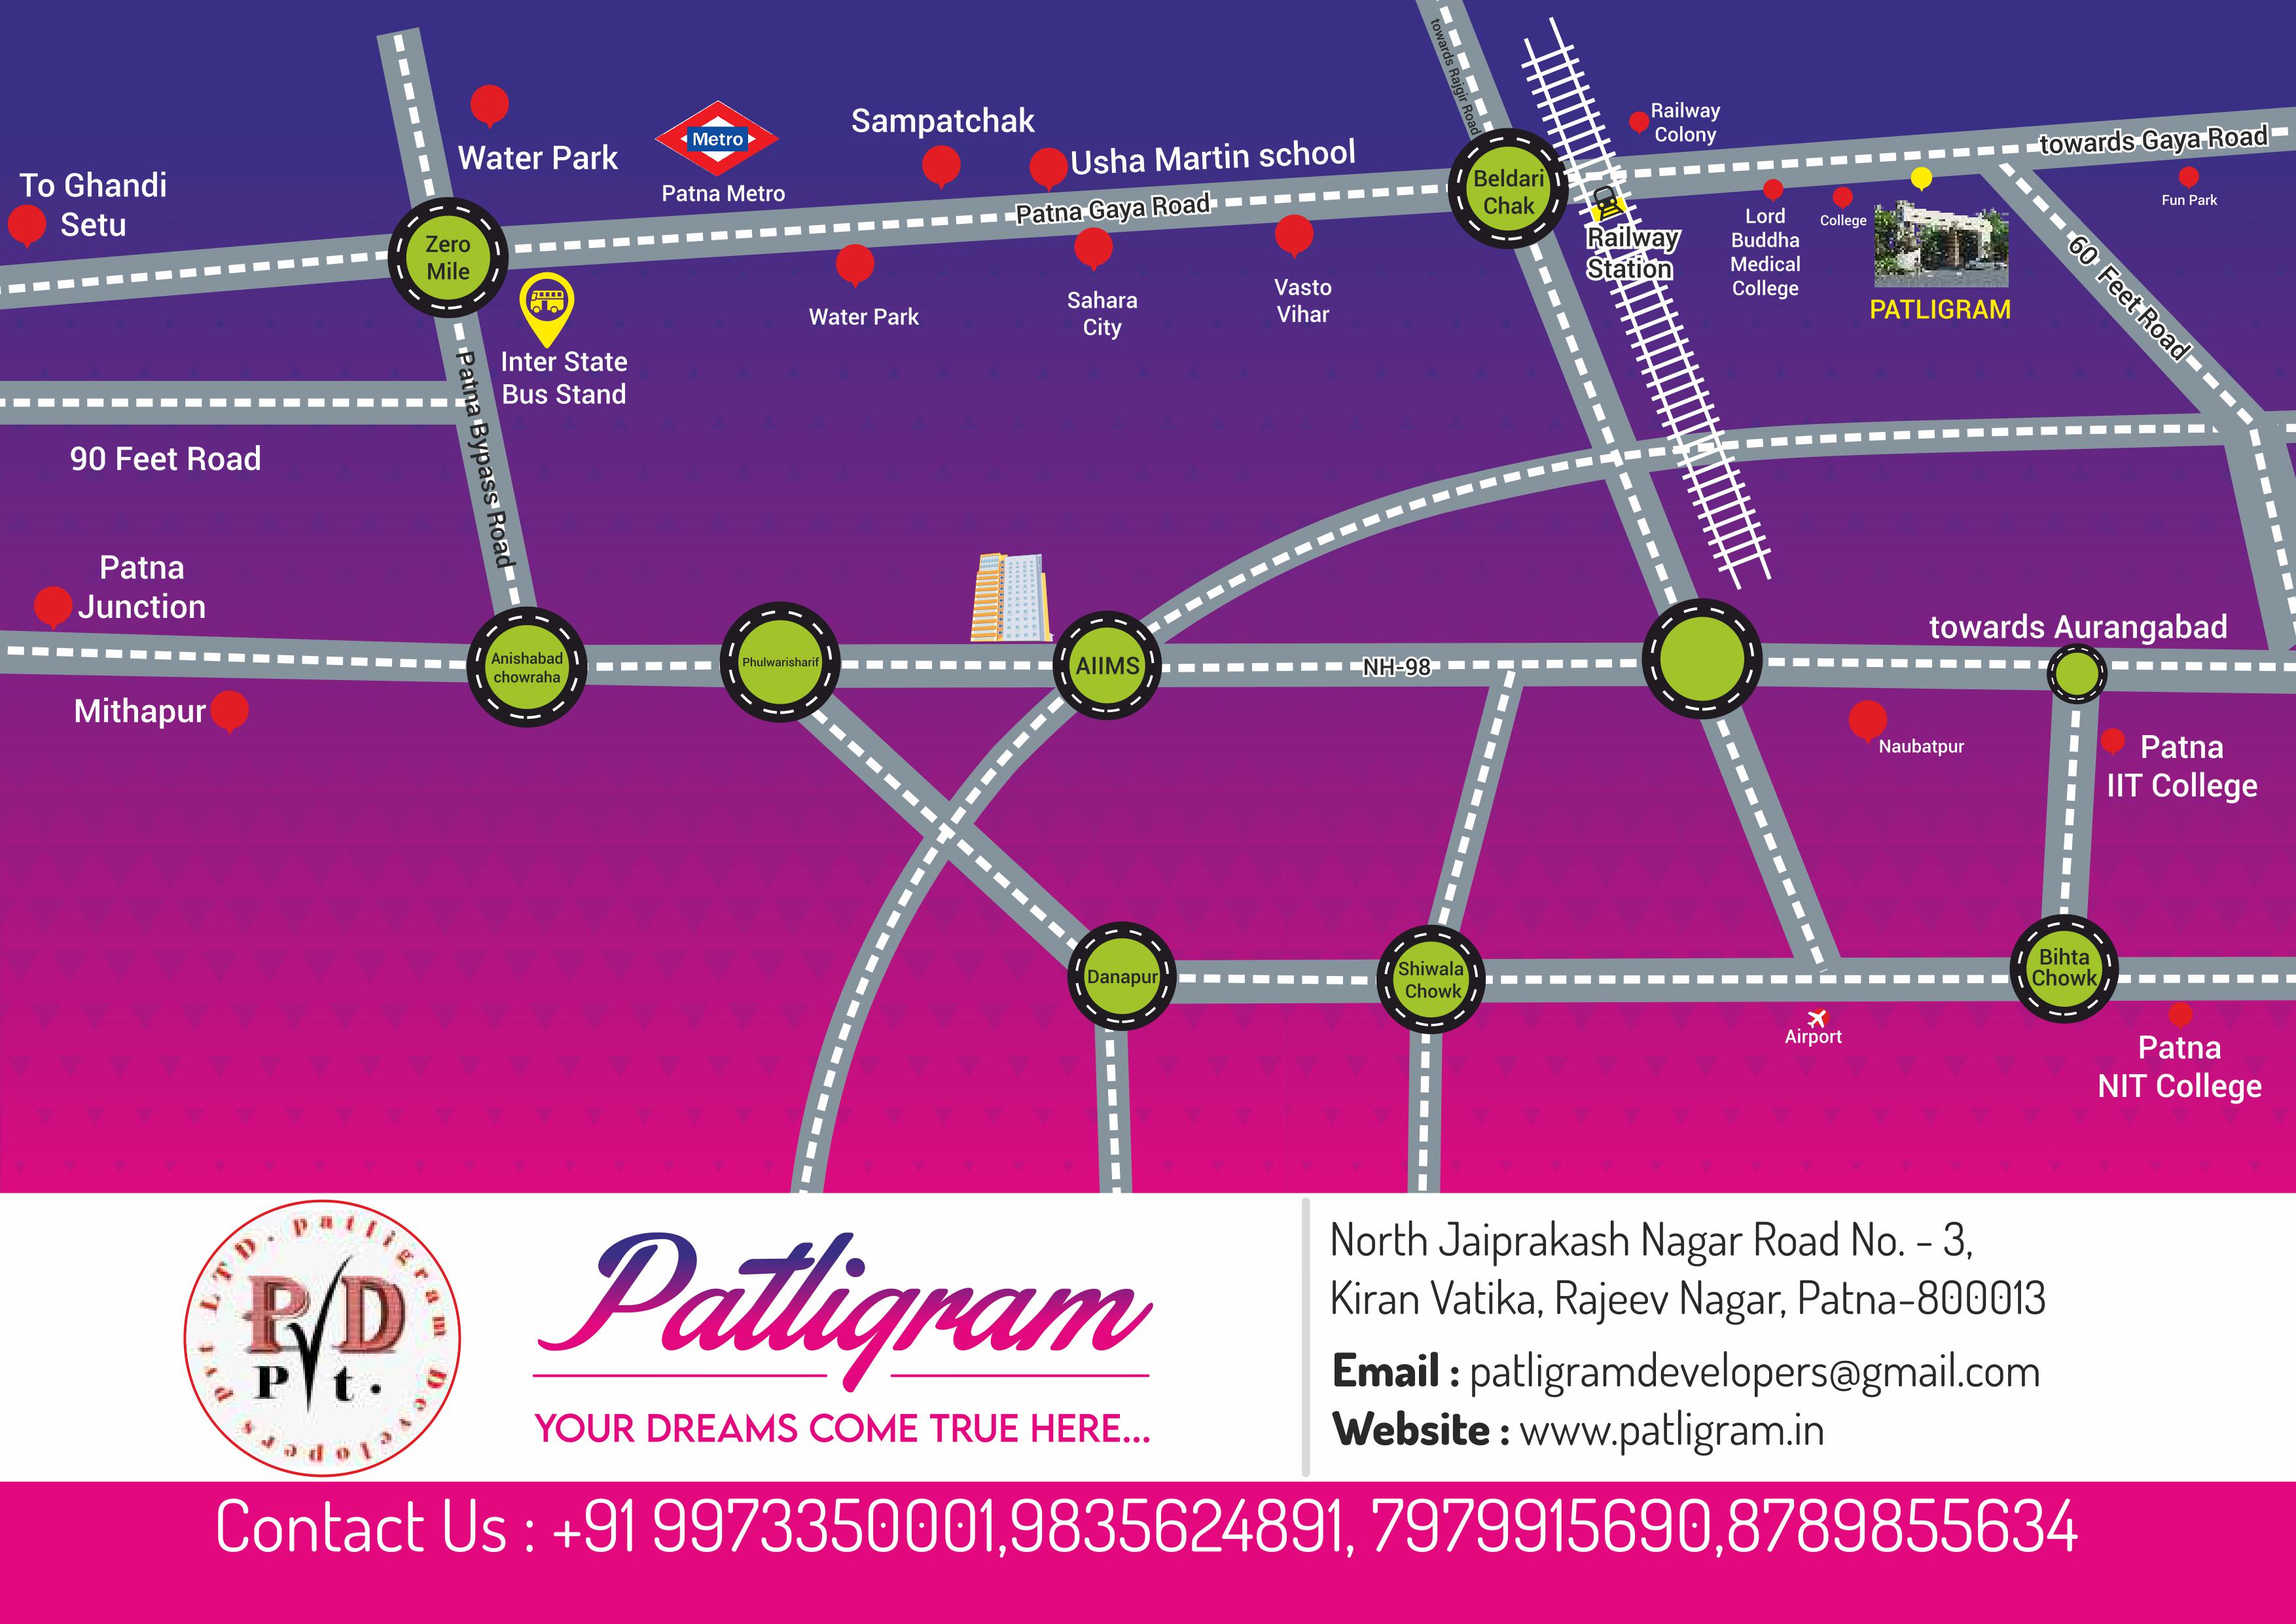 towards Rajgir Road
Railway
Colony
Water Park
Metro
Patna Metro
Sampatchak
Usha Martin school
Patna Gaya Road
Beldari
Chak
towards Gaya Road
Fun Park
To Ghandi
Setu
Zero
Mile
Inter State
Bus Stand
Water Park
Sahara
City
Vasto
Vihar
Railway
Station
Lord
Buddha
Medical
College
College
PATLIGRAM
60 Feet Road
Patna Bypass Road
90 Feet Road
Patna
Junction
Mithapur
Anishabad
chowraha
Phulwarisharif
AIIMS
NH-98
towards Aurangabad
Naubatpur
Patna
IIT College
Danapur
Shiwala
Chowk
Airport
Bihta
Chowk
Patna
NIT College
patligram Developers pvt LTD.
PVD
Pvt.
Patligram
YOUR DREAMS COME TRUE HERE...
North Jaiprakash Nagar Road No. - 3,
Kiran Vatika, Rajeev Nagar, Patna-800013
Email : patligramdevelopers@gmail.com
Website : www.patligram.in
Contact Us : +91 9973350001,9835624891, 7979915690,8789855634